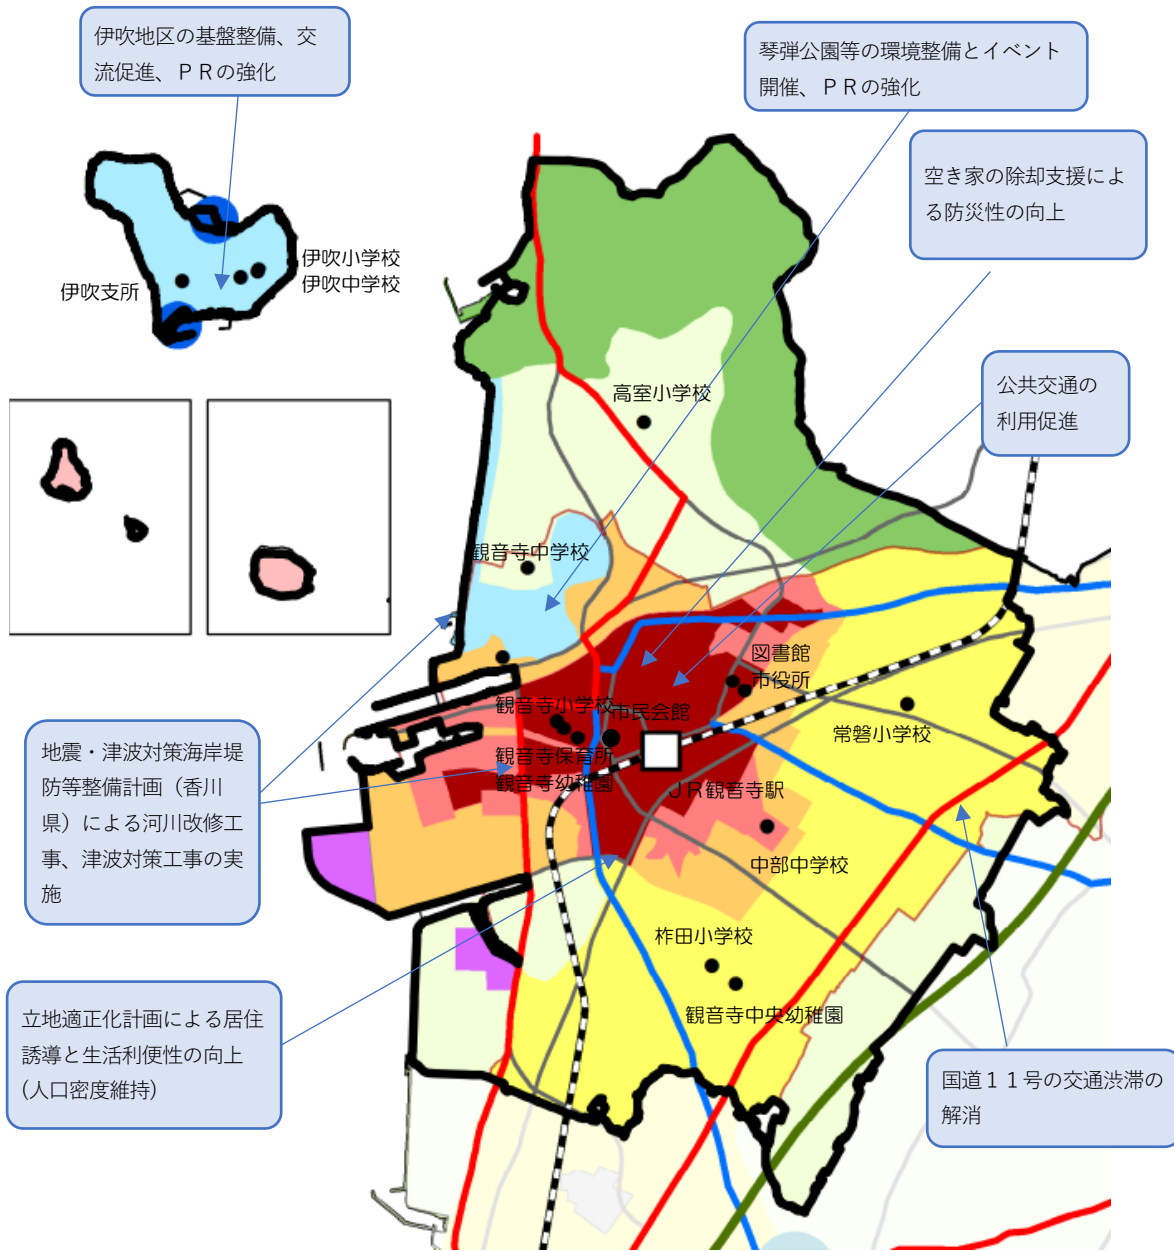 伊吹地区の基盤整備、交
流促進、ＰＲの強化
琴弾公園等の環境整備とイベント
開催、ＰＲの強化
空き家の除却支援によ
る防災性の向上
伊吹小学校
伊吹中学校
伊吹支所
公共交通の
利用促進
高室小学校
観音寺中学校
図書館
市役所
観音寺小学校
市民会館
常磐小学校
観音寺保育所
観音寺幼稚園
ＪＲ観音寺駅
地震・津波対策海岸堤
防等整備計画（香川
県）による河川改修工
事、津波対策工事の実
施
中部中学校
柞田小学校
観音寺中央幼稚園
立地適正化計画による居住
誘導と生活利便性の向上
(人口密度維持)
国道１１号の交通渋滞の
解消